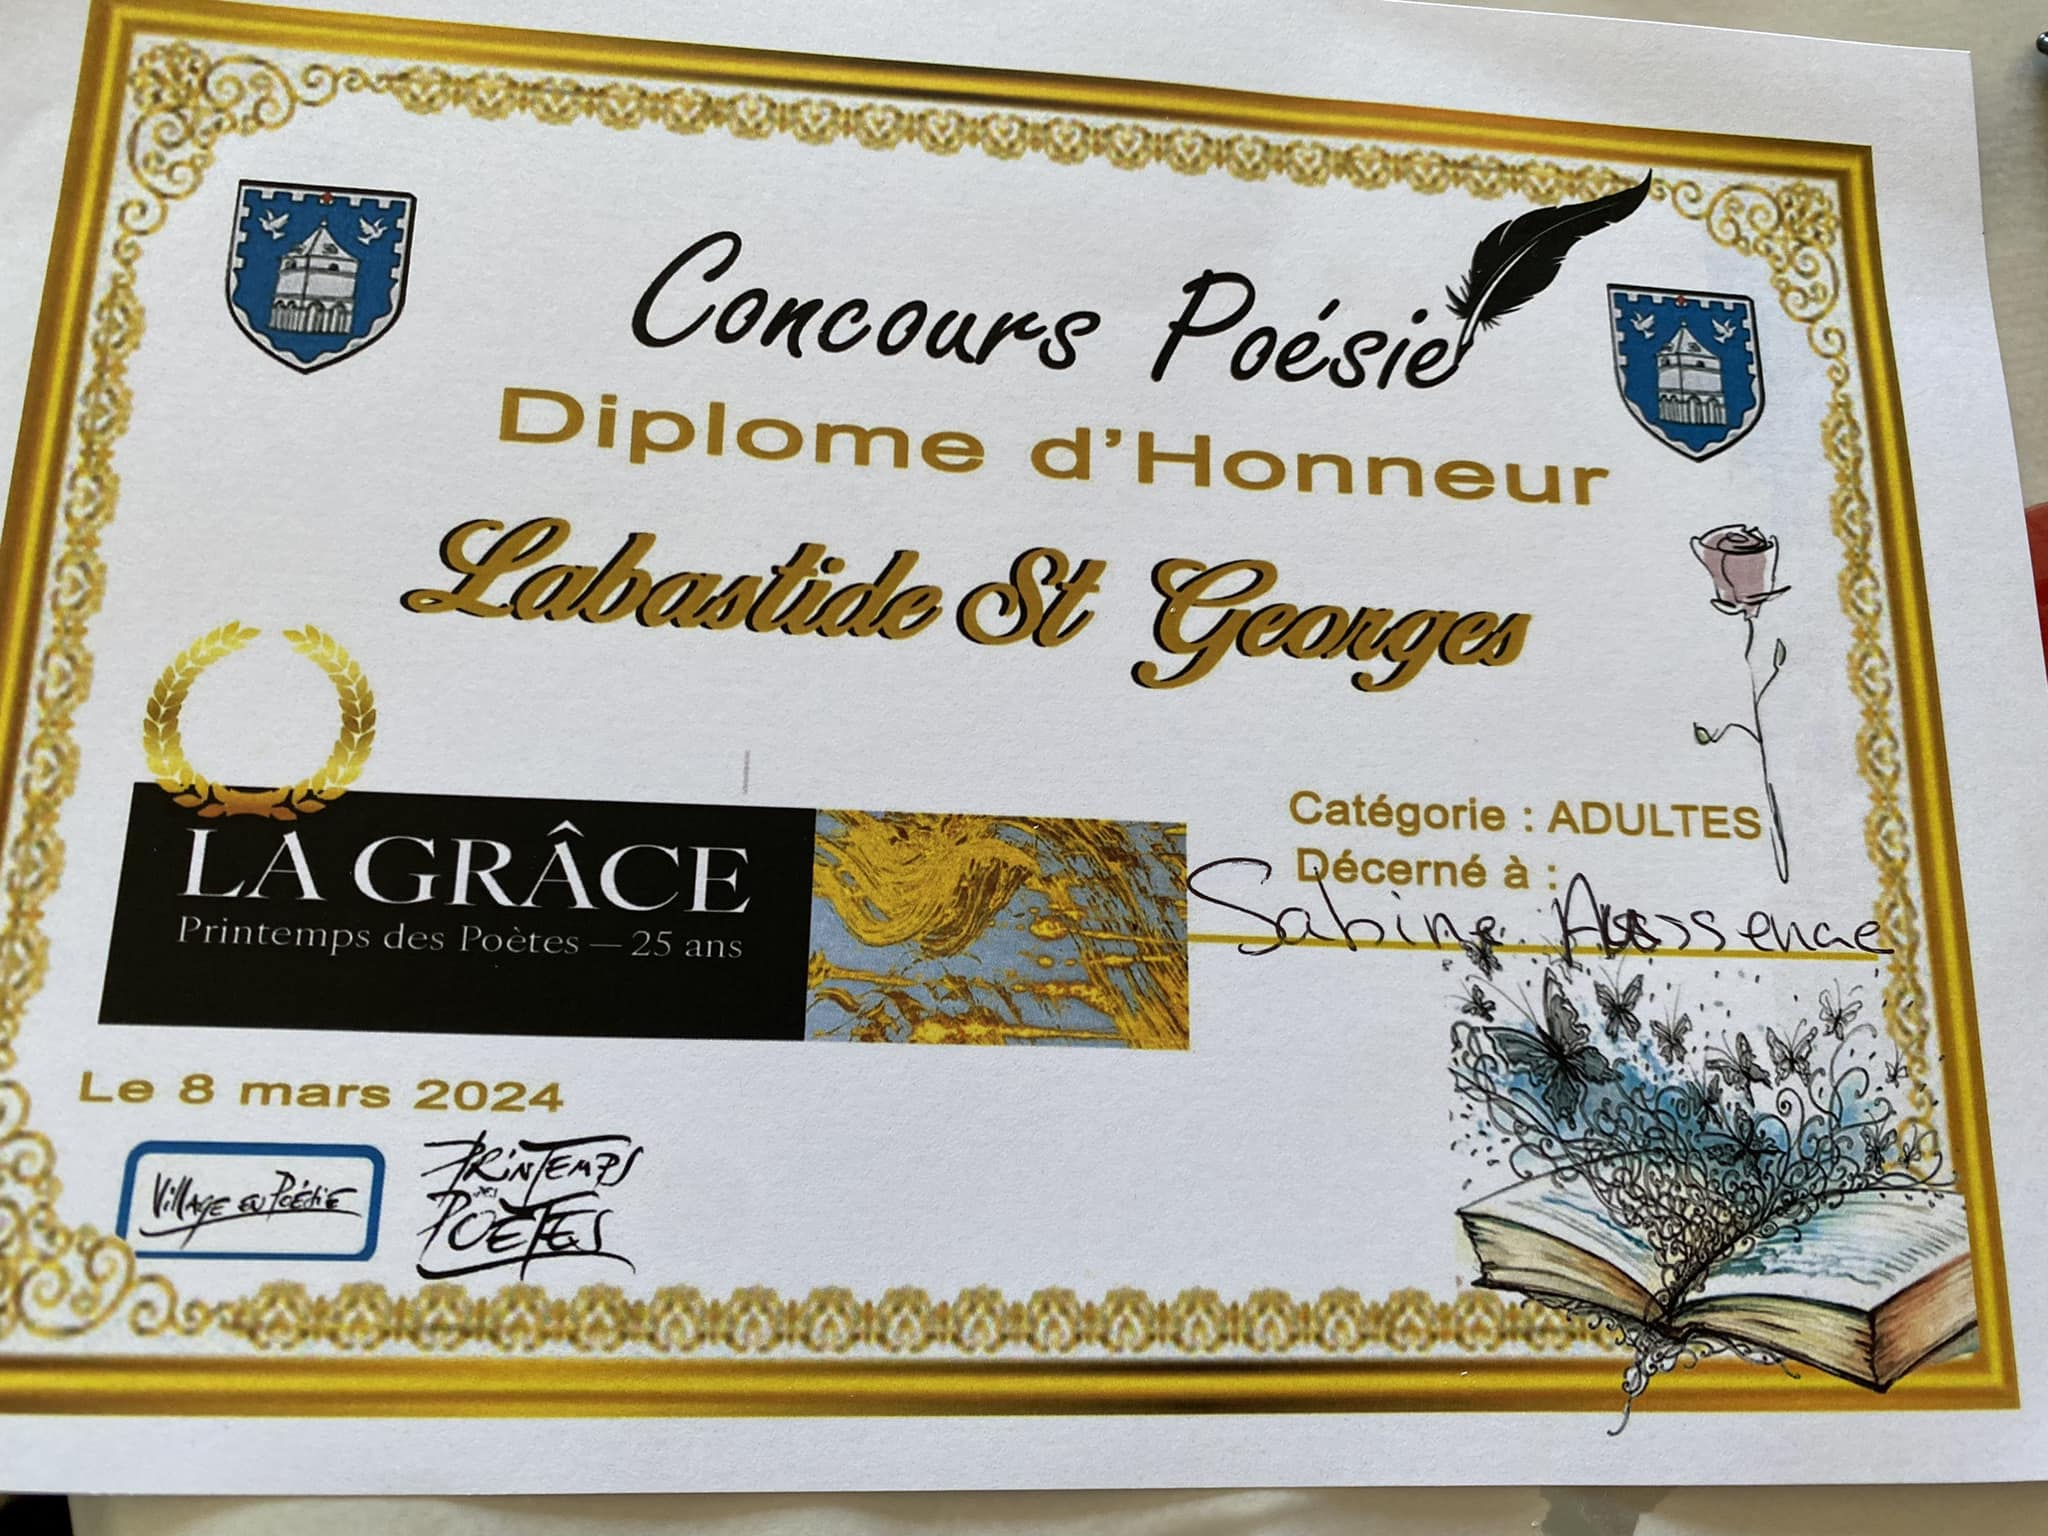 Concours Poésie
Diplome d'Honneur
Labastide St Georges
LA GRÂCE
Printemps des Poètes — 25 ans
Catégorie : ADULTES
Décerné à :
Sabine Aussenac
Le 8 mars 2024
Village en Poésie
PRINTEMPS
DES
POÈTES